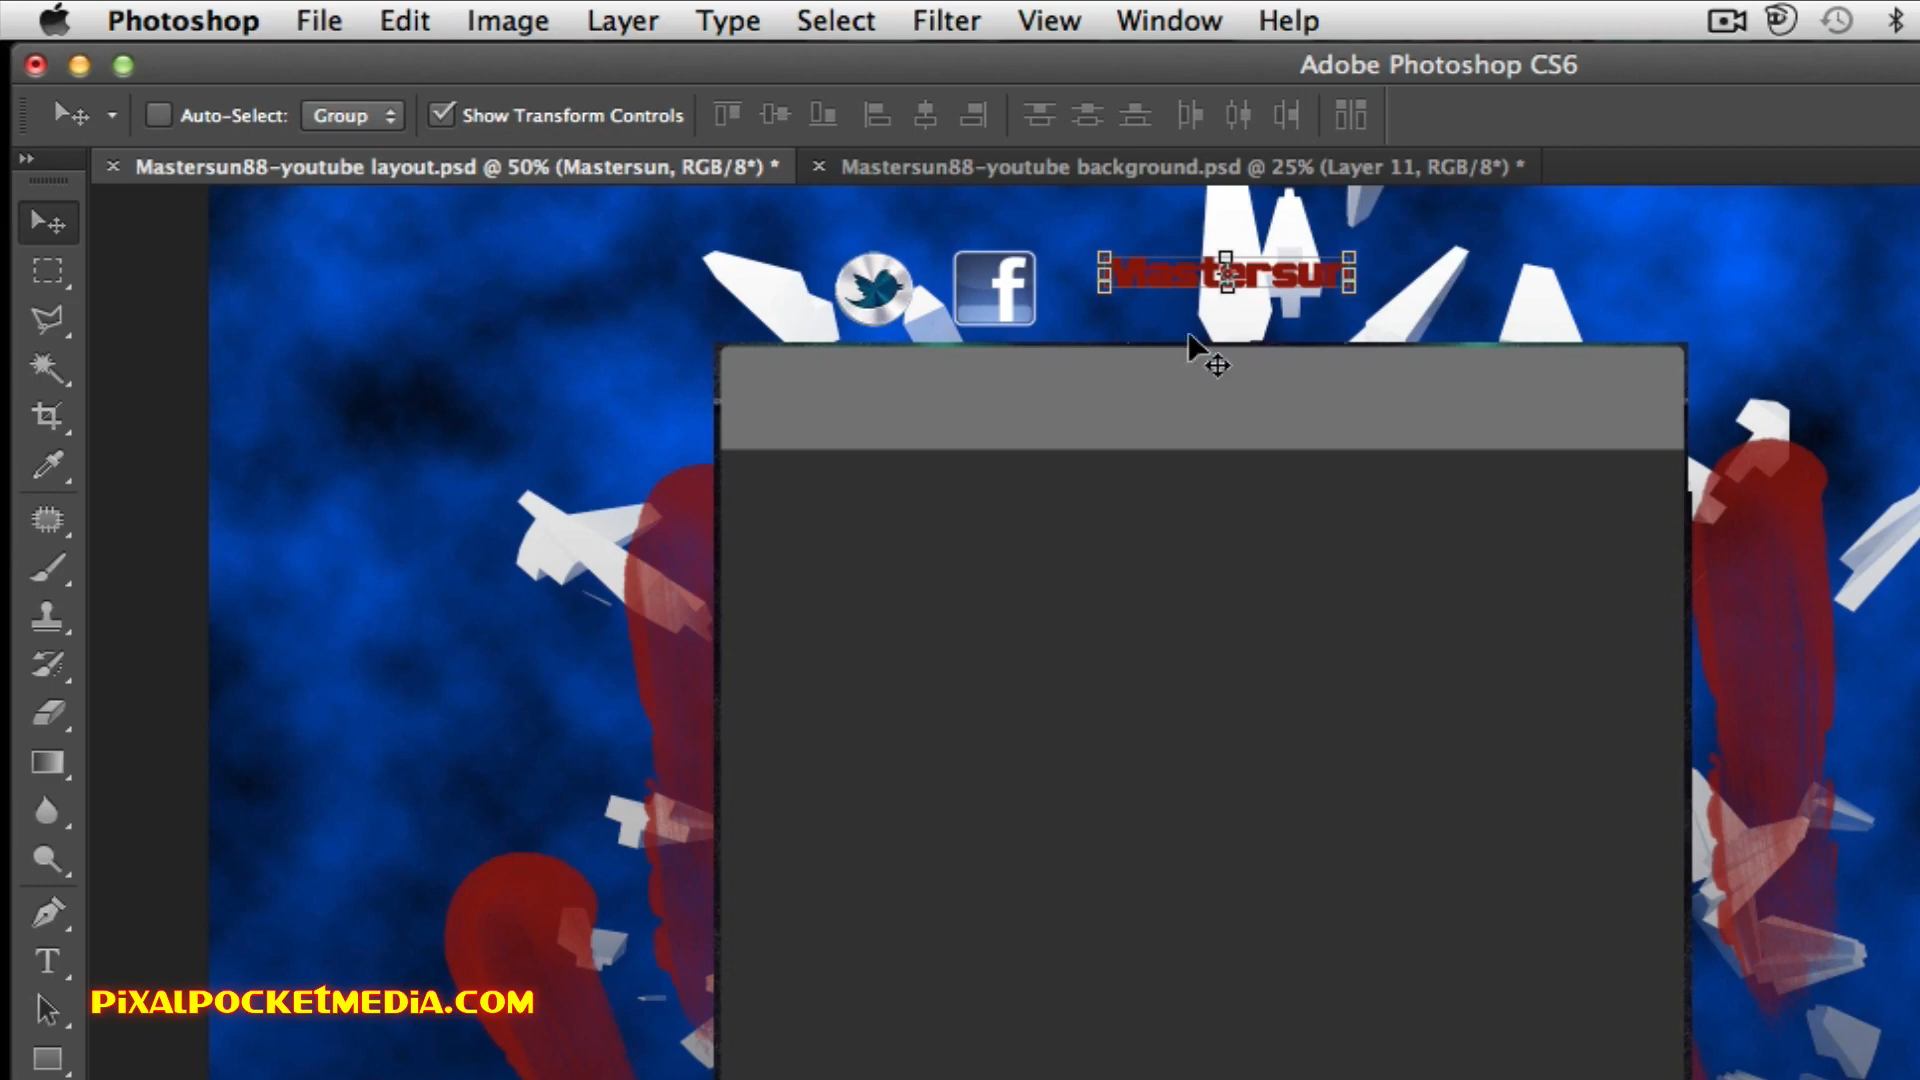 Photoshop File Edit Image Layer Type Select Filter View Window Help
Adobe Photoshop CS6
Auto-Select: Group Show Transform Controls
Mastersun88-youtube layout.psd @ 50% (Mastersun, RGB/8*) * Mastersun88-youtube background.psd @ 25% (Layer 11, RGB/8*) *
f Mastersun
T
PIXALPOCKETMEDIA.COM